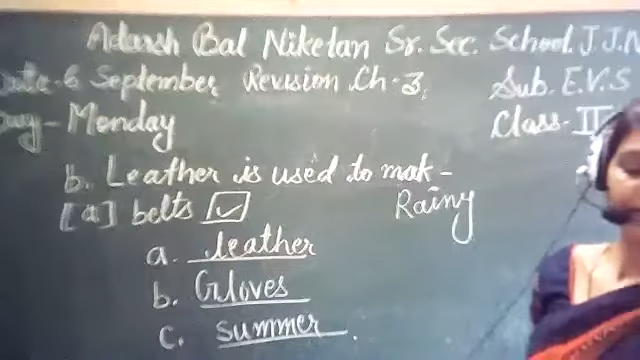 Adarsh Bal Niketan Sr. Sec. School J.J.N
Date-6 September Revision Ch-3. Sub. E.V.S
Day-Monday Class-II
b. Leather is used to mak-
[a] belts ☑ Rainy
a. leather
b. Gloves
c. summer.